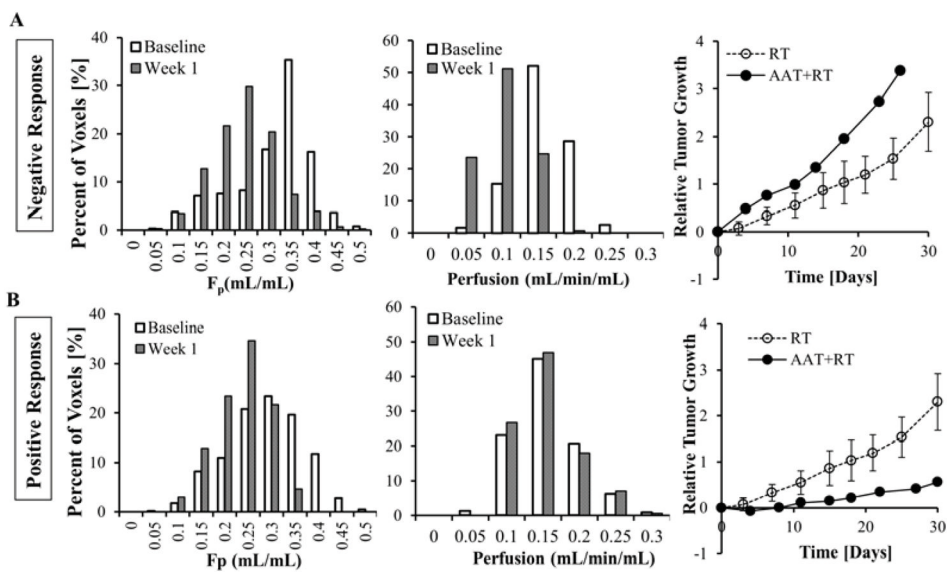 A
Negative Response
Percent of Voxels [%]
40
30
20
10
0
Baseline
Week 1
0
0.05
0.1
0.15
0.2
0.25
0.3
0.35
0.4
0.45
0.5
Fp(mL/mL)
60
50
40
30
20
10
0
Baseline
Week 1
0 0.05 0.1 0.15 0.2 0.25 0.3
Perfusion (mL/min/mL)
Relative Tumor Growth
4
3
2
1
0
-1
RT
AAT+RT
0 10 20 30
Time [Days]
B
Positive Response
Percent of Voxels [%]
40
30
20
10
0
Baseline
Week 1
0
0.05
0.1
0.15
0.2
0.25
0.3
0.35
0.4
0.45
0.5
Fp (mL/mL)
60
50
40
30
20
10
0
Baseline
Week 1
0 0.05 0.1 0.15 0.2 0.25 0.3
Perfusion (mL/min/mL)
Relative Tumor Growth
4
3
2
1
0
-1
RT
AAT+RT
0 10 20 30
Time [Days]